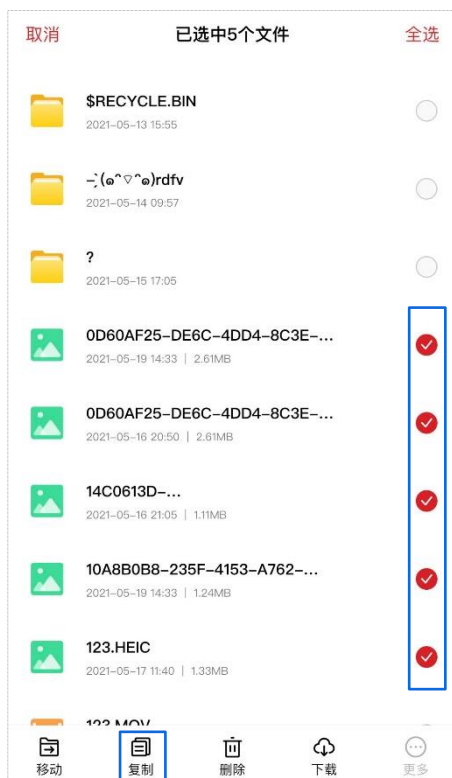 取消 已选中5个文件 全选
$RECYCLE.BIN
2021-05-13 15:55
2021-05-14 09:57
?
2021-05-15 17:05
0D60AF25-DE6C-4DD4-8C3E-...
2021-05-19 14:33 | 2.61MB
0D60AF25-DE6C-4DD4-8C3E-...
2021-05-16 20:50 | 2.61MB
14C0613D-...
2021-05-16 21:05 | 1.11MB
10A8B0B8-235F-4153-A762-...
2021-05-19 14:33 | 1.24MB
123.HEIC
2021-05-17 11:40 | 1.33MB
123.MOV
移动 复制 删除 下载 更多